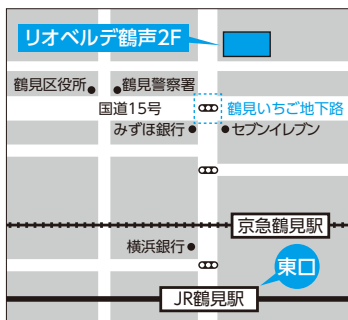 リオベルデ鶴声2F
鶴見区役所
鶴見警察署
国道15号
鶴見いちご地下路
みずほ銀行
セブンイレブン
京急鶴見駅
横浜銀行
東口
JR鶴見駅